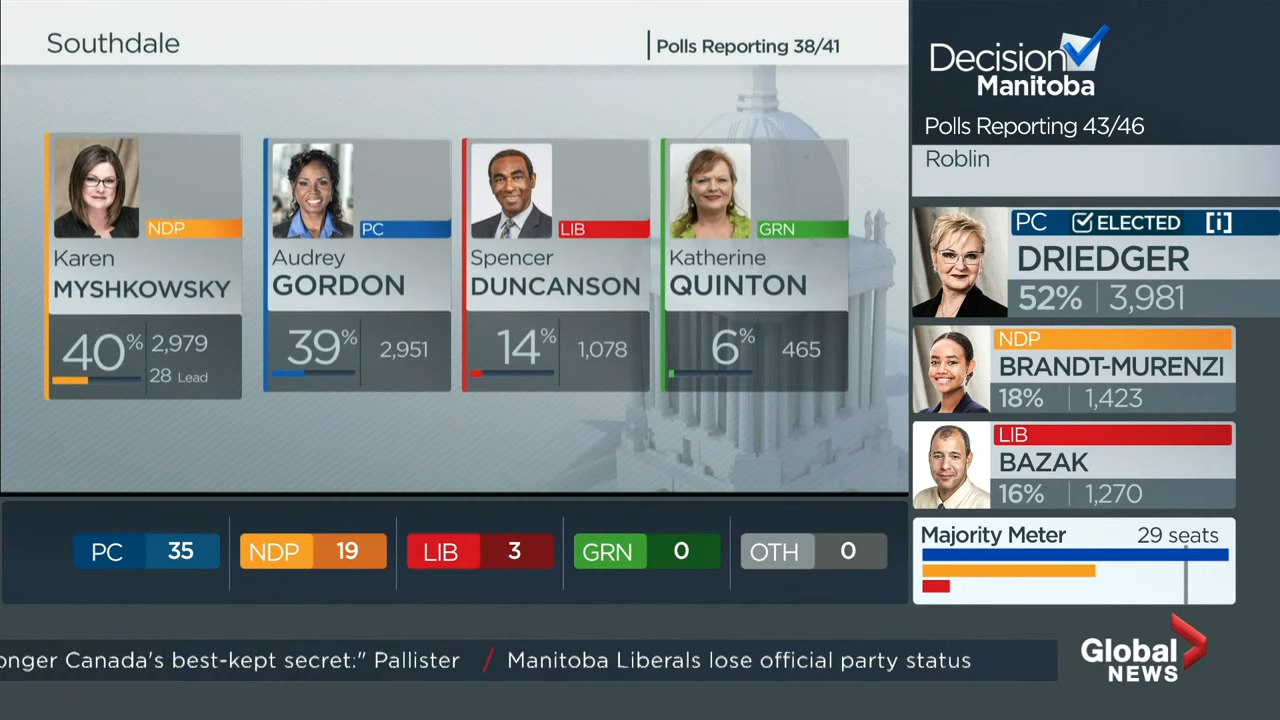 Southdale
Polls Reporting 38/41
NDP
Karen
MYSHKOWSKY
40%
2,979
28 Lead
PC
Audrey
GORDON
39%
2,951
LIB
Spencer
DUNCANSON
14%
1,078
GRN
Katherine
QUINTON
6%
465
Decision
Manitoba
Polls Reporting 43/46
Roblin
PC ELECTED [i]
DRIEDGER
52% 3,981
NDP
BRANDT-MURENZI
18% 1,423
LIB
BAZAK
16% 1,270
Majority Meter 29 seats
PC 35 NDP 19 LIB 3 GRN 0 OTH 0
onger Canada's best-kept secret:" Pallister / Manitoba Liberals lose official party status
Global
NEWS